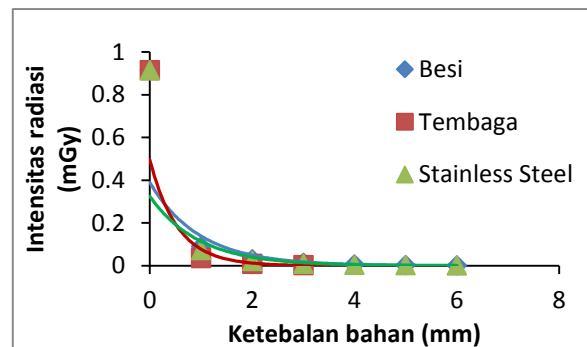 1
0.8
0.6
0.4
0.2
0
Intensitas radiasi
(mGy)
0
2
4
6
8
Ketebalan bahan (mm)
Besi
Tembaga
Stainless Steel